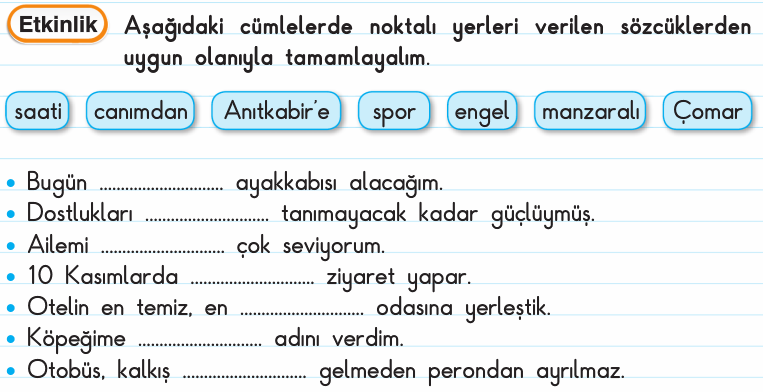 Etkinlik Aşağıdaki cümlelerde noktalı yerleri verilen sözcüklerden
uygun olanıyla tamamlayalım.
saati canımdan Anıtkabir'e spor engel manzaralı Çomar
• Bugün ............................. ayakkabısı alacağım.
• Dostlukları ............................. tanımayacak kadar güçlüymüş.
• Ailemi ............................. çok seviyorum.
• 10 Kasımlarda ............................. ziyaret yapar.
• Otelin en temiz, en ............................. odasına yerleştik.
• Köpeğime ............................. adını verdim.
• Otobüs, kalkış ............................. gelmeden perondan ayrılmaz.